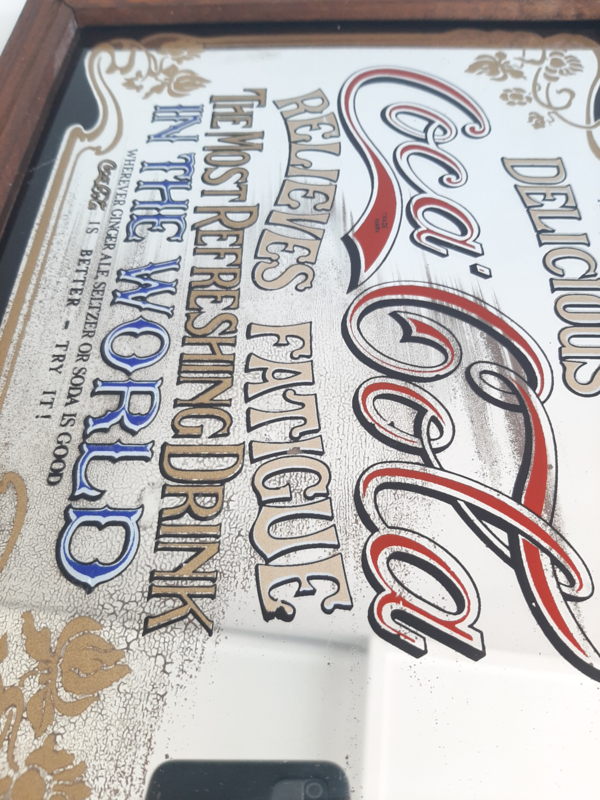 DELICIOUS
Coca-Cola
RELIEVES FATIGUE
THE MOST REFRESHING DRINK
IN THE WORLD
WHEREVER GINGER ALE, SELTZER OR SODA IS GOOD
Coca-Cola IS BETTER - TRY IT!